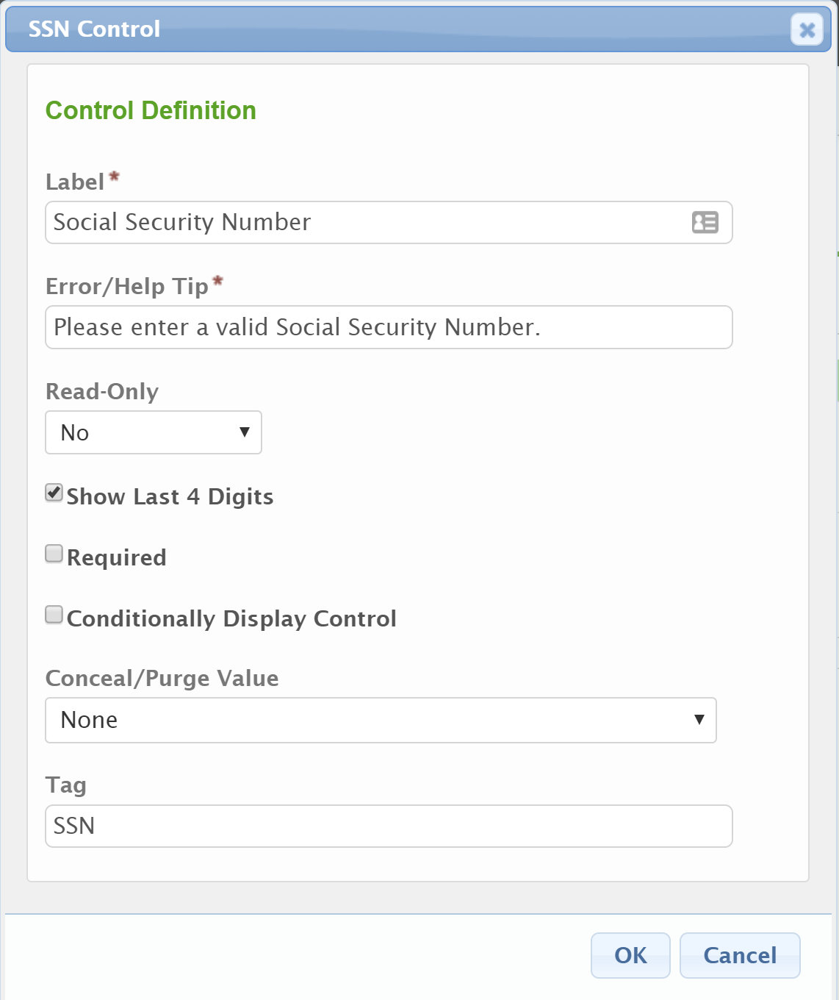 SSN Control
Control Definition
Label*
Social Security Number
Error/Help Tip*
Please enter a valid Social Security Number.
Read-Only
No
Show Last 4 Digits
Required
Conditionally Display Control
Conceal/Purge Value
None
Tag
SSN
OK Cancel